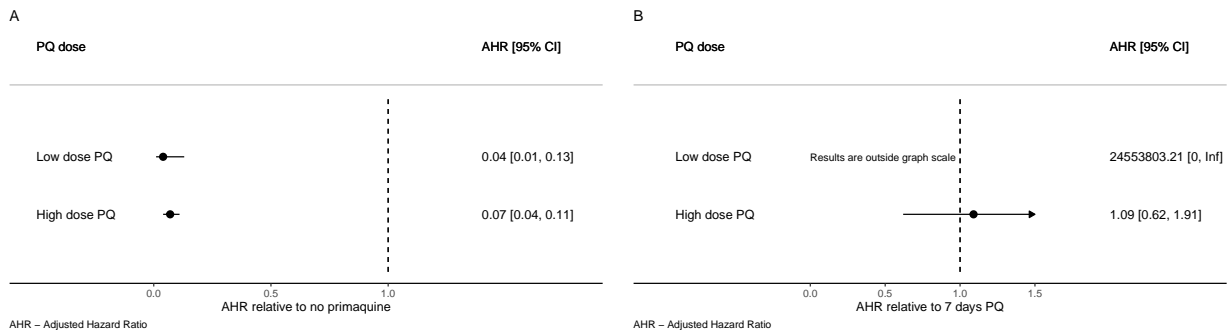 A
PQ dose AHR [95% CI]
Low dose PQ 0.04 [0.01, 0.13]
High dose PQ 0.07 [0.04, 0.11]
0.0 0.5 1.0
AHR relative to no primaquine
AHR − Adjusted Hazard Ratio
B
PQ dose AHR [95% CI]
Low dose PQ Results are outside graph scale 24553803.21 [0, Inf]
High dose PQ 1.09 [0.62, 1.91]
0.0 0.5 1.0 1.5
AHR relative to 7 days PQ
AHR − Adjusted Hazard Ratio